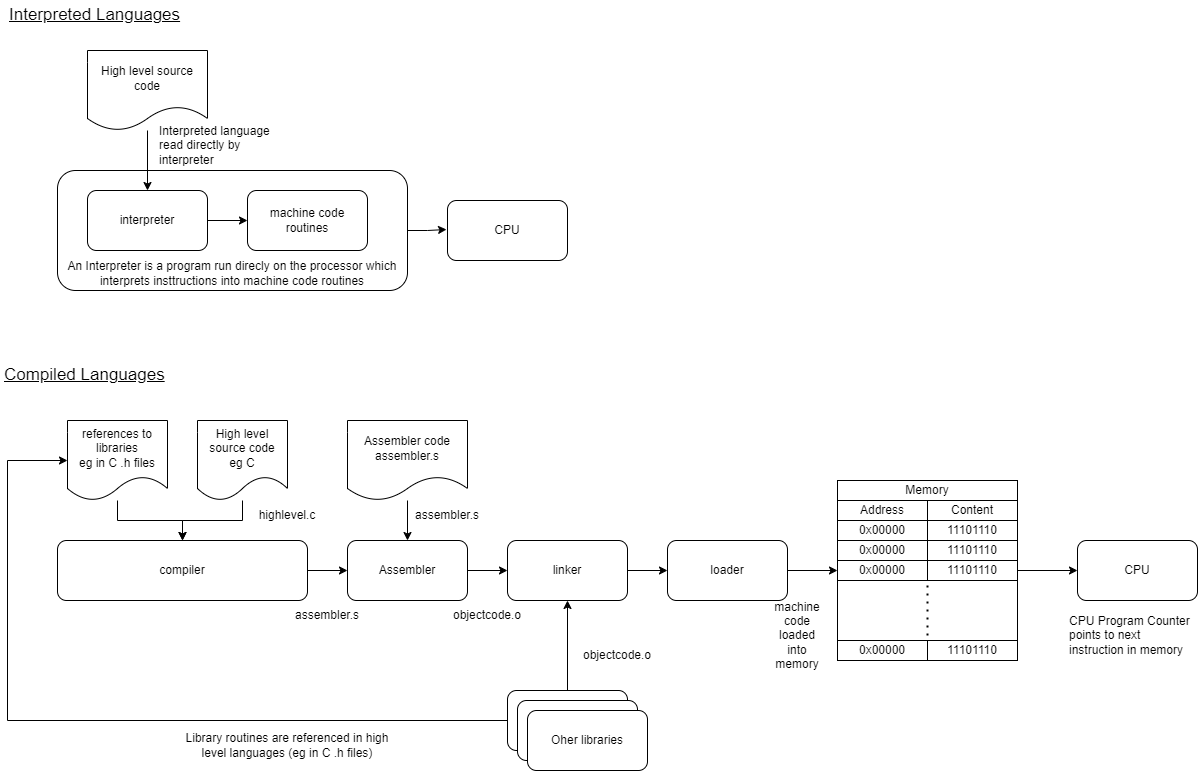 Interpreted Languages
High level source
code
Interpreted language
read directly by
interpreter
interpreter
machine code
routines
CPU
An Interpreter is a program run direcly on the processor which
interprets insttructions into machine code routines
Compiled Languages
references to
libraries
eg in C .h files
High level
source code
eg C
Assembler code
assembler.s
highlevel.c
assembler.s
compiler
Assembler
linker
loader
Memory
Address Content
0x00000 11101110
0x00000 11101110
0x00000 11101110
0x00000 11101110
CPU
assembler.s
objectcode.o
machine
code
loaded
into
memory
CPU Program Counter
points to next
instruction in memory
objectcode.o
Library routines are referenced in high
level languages (eg in C .h files)
Oher libraries